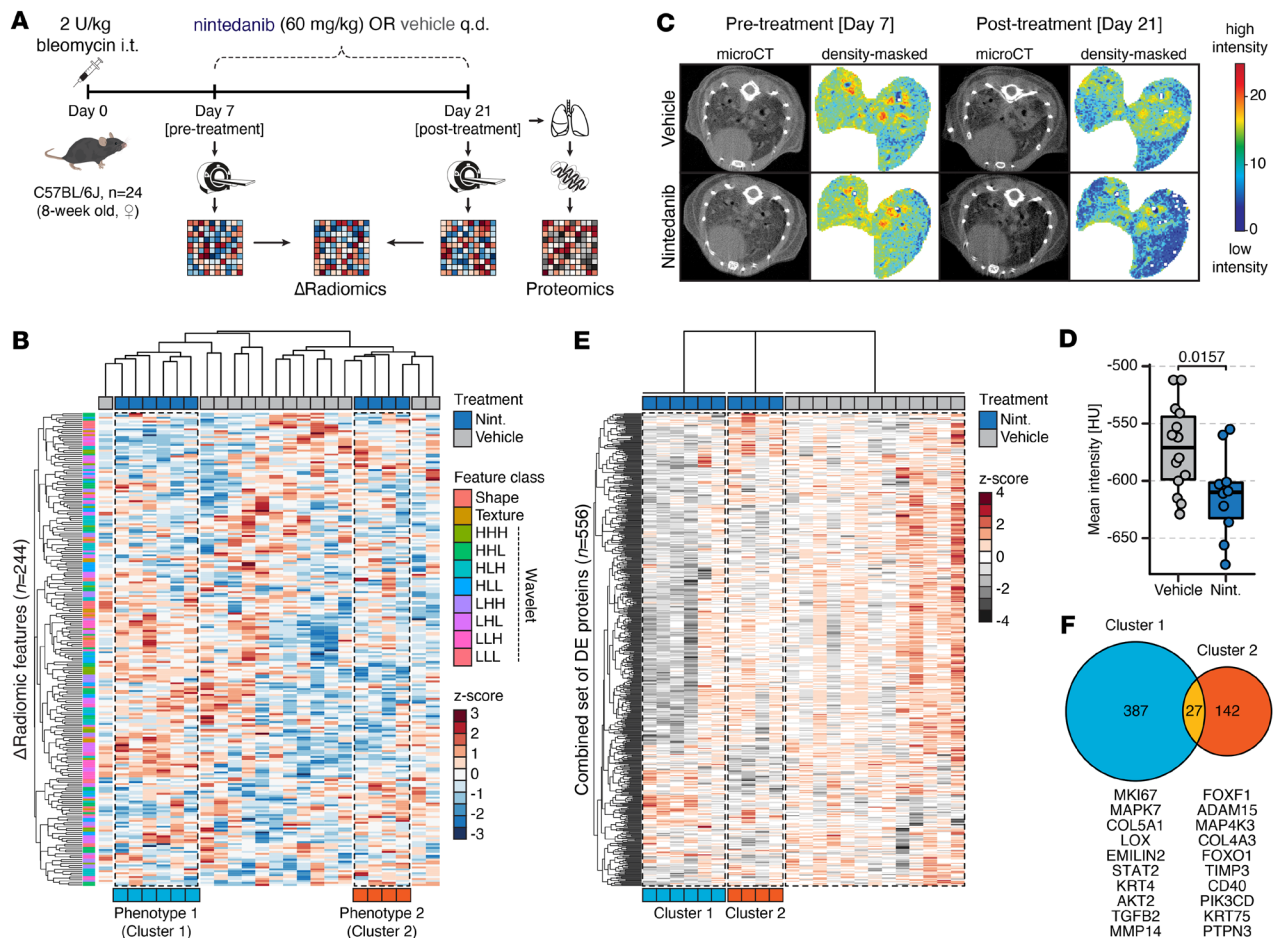 A
2 U/kg
bleomycin i.t.
nintedanib (60 mg/kg) OR vehicle q.d.
Day 0
Day 7
[pre-treatment]
Day 21
[post-treatment]
C57BL/6J, n=24
(8-week old, ♀)
ΔRadiomics
Proteomics
C
Pre-treatment [Day 7]
Post-treatment [Day 21]
microCT
density-masked
microCT
density-masked
Vehicle
Nintedanib
high
intensity
20
10
0
low
intensity
B
ΔRadiomic features (n=244)
Treatment
Nint.
Vehicle
Feature class
Shape
Texture
HHH
HHL
HLH
HLL
LHH
LHL
LLH
LLL
Wavelet
z-score
3
2
1
0
-1
-2
-3
Phenotype 1
(Cluster 1)
Phenotype 2
(Cluster 2)
E
Combined set of DE proteins (n=556)
Treatment
Nint.
Vehicle
z-score
4
2
0
-2
-4
Cluster 1
Cluster 2
D
0.0157
Mean intensity [HU]
-500
-550
-600
-650
Vehicle
Nint.
F
Cluster 1
Cluster 2
387
27
142
MKI67
MAPK7
COL5A1
LOX
EMILIN2
STAT2
KRT4
AKT2
TGFB2
MMP14
FOXF1
ADAM15
MAP4K3
COL4A3
FOXO1
TIMP3
CD40
PIK3CD
KRT75
PTPN3